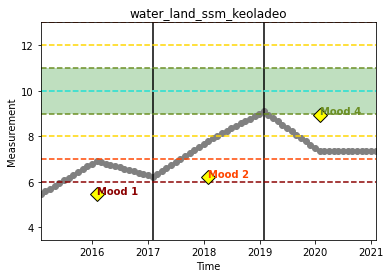 water_land_ssm_keoladeo
12
10
Mood 4
8
Mood 2
6
Mood 1
4
Measurement
2016 2017 2018 2019 2020 2021
Time